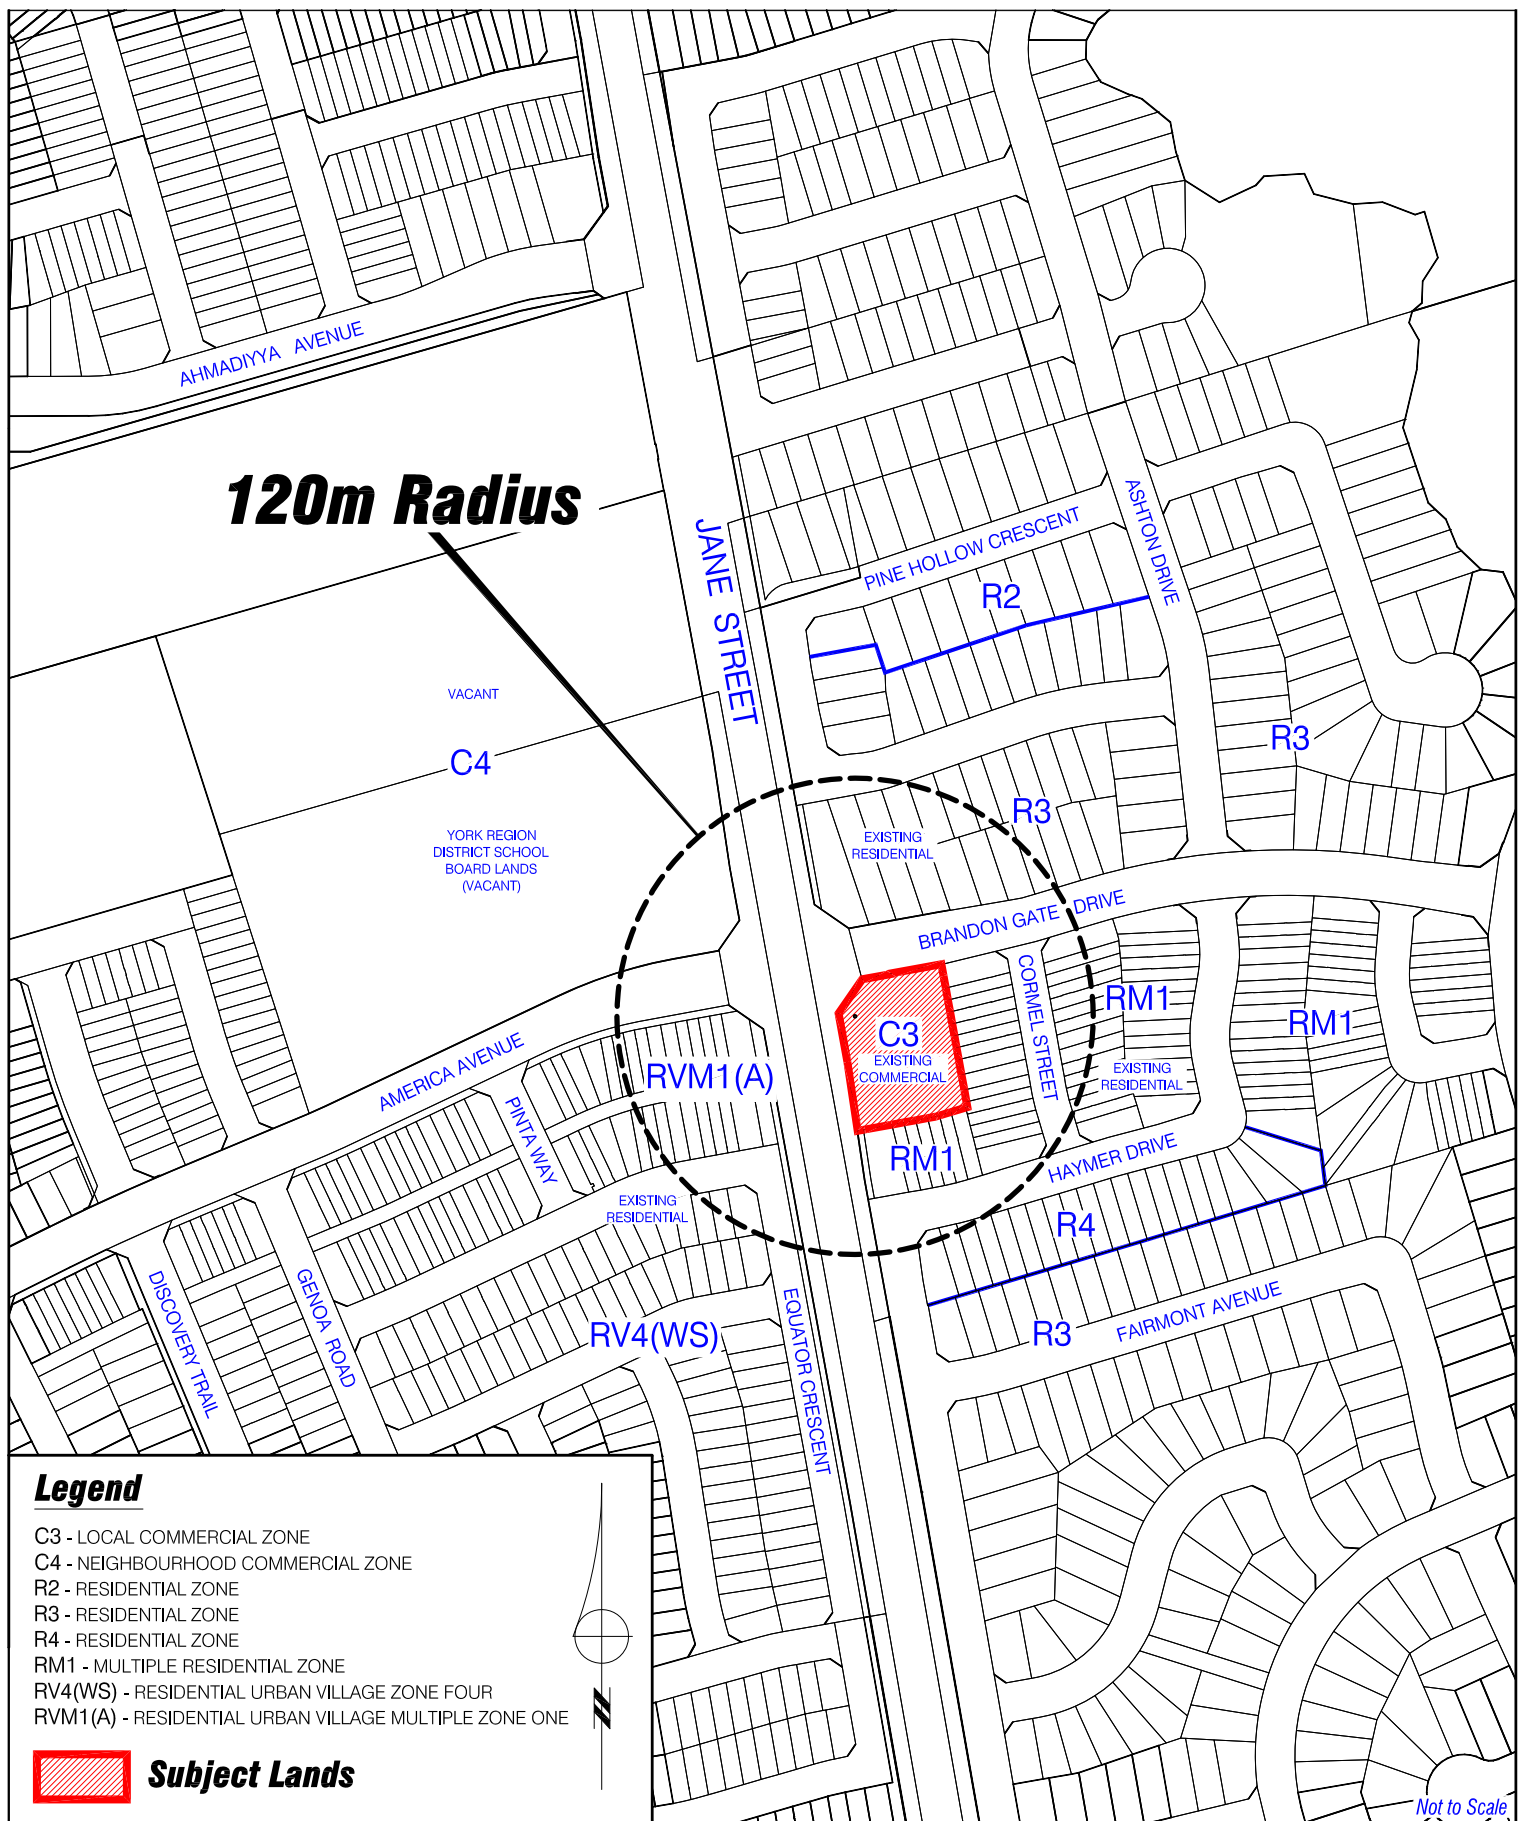 AHMADIYYA AVENUE
120m Radius
JANE STREET
PINE HOLLOW CRESCENT
ASHTON DRIVE
R2
VACANT
C4
R3
YORK REGION
DISTRICT SCHOOL
BOARD LANDS
(VACANT)
R3
EXISTING
RESIDENTIAL
BRANDON GATE DRIVE
CORMEL STREET
RM1
RM1
C3
EXISTING
COMMERCIAL
EXISTING
RESIDENTIAL
AMERICA AVENUE
RVM1(A)
PINTA WAY
RM1
HAYMER DRIVE
EXISTING
RESIDENTIAL
R4
DISCOVERY TRAIL
GENOA ROAD
EQUATOR CRESCENT
RV4(WS)
R3
FAIRMONT AVENUE
Legend
C3 - LOCAL COMMERCIAL ZONE
C4 - NEIGHBOURHOOD COMMERCIAL ZONE
R2 - RESIDENTIAL ZONE
R3 - RESIDENTIAL ZONE
R4 - RESIDENTIAL ZONE
RM1 - MULTIPLE RESIDENTIAL ZONE
RV4(WS) - RESIDENTIAL URBAN VILLAGE ZONE FOUR
RVM1(A) - RESIDENTIAL URBAN VILLAGE MULTIPLE ZONE ONE
N
Subject Lands
Not to Scale